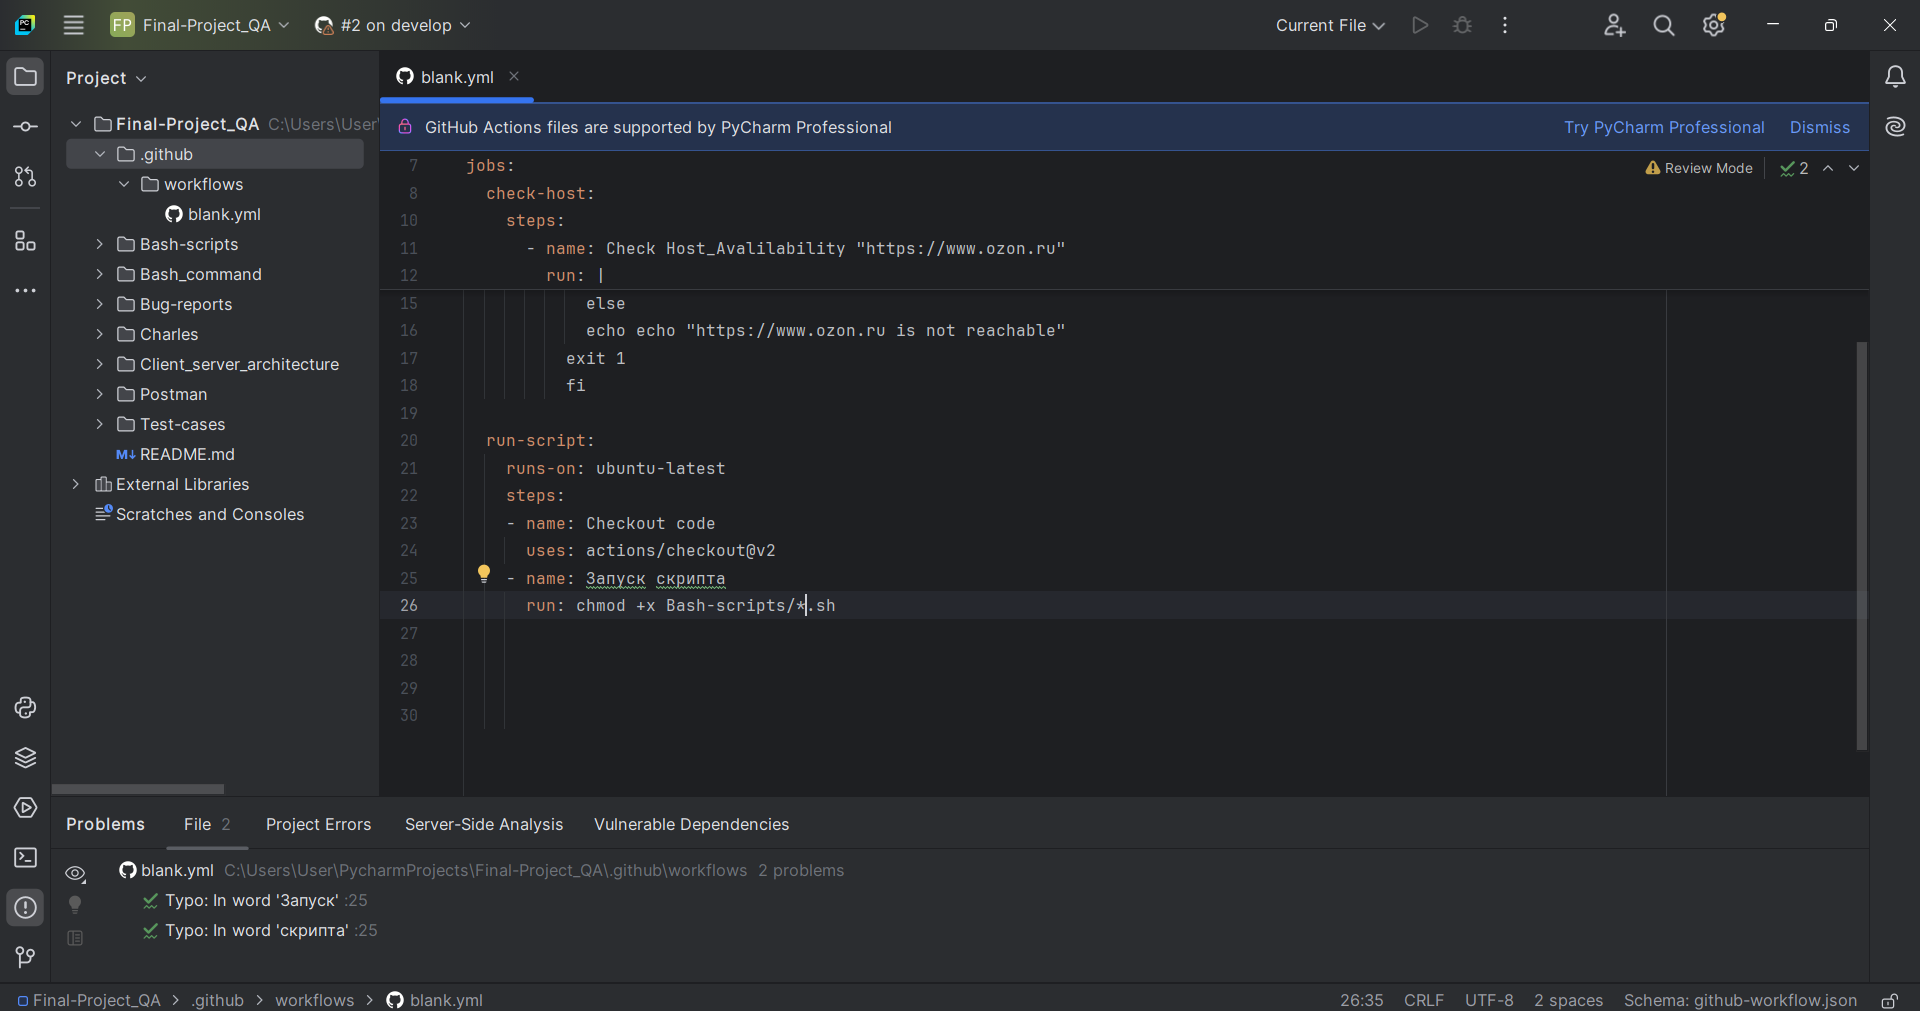 FP Final-Project_QA #2 on develop Current File
Project
blank.yml
Final-Project_QA C:\Users\User
GitHub Actions files are supported by PyCharm Professional Try PyCharm Professional Dismiss
.github
workflows
blank.yml
Bash-scripts
Bash_command
Bug-reports
Charles
Client_server_architecture
Postman
Test-cases
M↓ README.md
External Libraries
Scratches and Consoles
Review Mode 2
7 jobs:
8 check-host:
10 steps:
11 - name: Check Host_Avalilability "https://www.ozon.ru"
12 run: |
15 else
16 echo echo "https://www.ozon.ru is not reachable"
17 exit 1
18 fi
19
20 run-script:
21 runs-on: ubuntu-latest
22 steps:
23 - name: Checkout code
24 uses: actions/checkout@v2
25 - name: Запуск скрипта
26 run: chmod +x Bash-scripts/*.sh
27
28
29
30
Problems File 2 Project Errors Server-Side Analysis Vulnerable Dependencies
blank.yml C:\Users\User\PycharmProjects\Final-Project_QA\.github\workflows 2 problems
Typo: In word 'Запуск' :25
Typo: In word 'скрипта' :25
Final-Project_QA > .github > workflows > blank.yml 26:35 CRLF UTF-8 2 spaces Schema: github-workflow.json